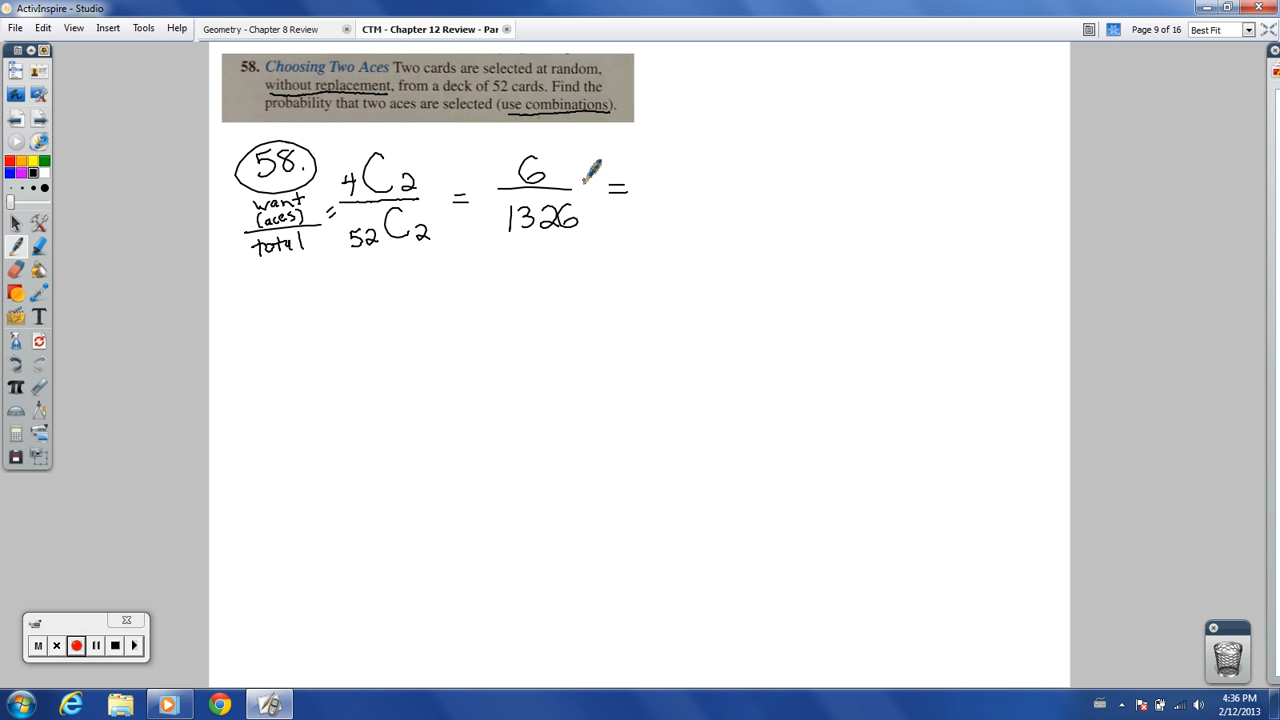 ActivInspire - Studio
File Edit View Insert Tools Help
Geometry - Chapter 8 Review
CTM - Chapter 12 Review - Par
Page 9 of 16
Best Fit
58. Choosing Two Aces Two cards are selected at random,
without replacement, from a deck of 52 cards. Find the
probability that two aces are selected (use combinations).
58.
want
(aces)
total
= 4C2
52C2
= 6
1326
=
M
4:36 PM
2/12/2013